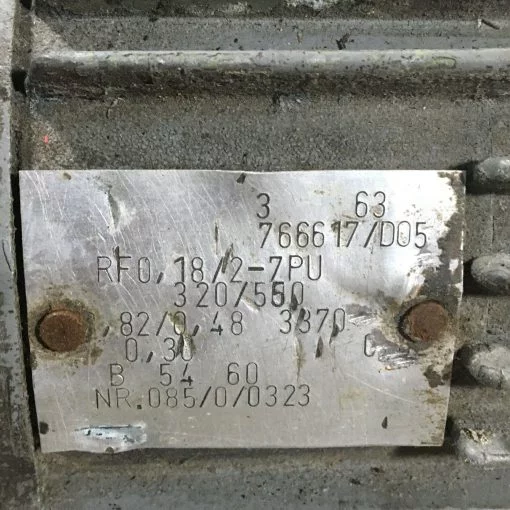 3 63
766617/D05
RF0,18/2-7PU
320/550
,82/0,48 3370
0,30 C
B 54 60
NR.085/0/0323